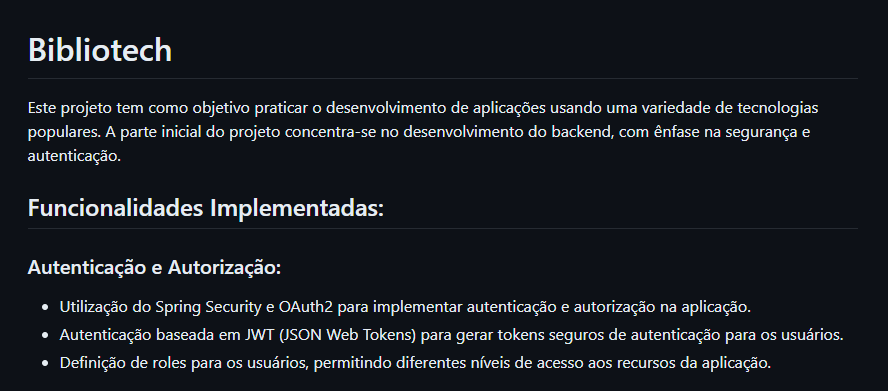 Bibliotech
Este projeto tem como objetivo praticar o desenvolvimento de aplicações usando uma variedade de tecnologias
populares. A parte inicial do projeto concentra-se no desenvolvimento do backend, com ênfase na segurança e
autenticação.
Funcionalidades Implementadas:
Autenticação e Autorização:
• Utilização do Spring Security e OAuth2 para implementar autenticação e autorização na aplicação.
• Autenticação baseada em JWT (JSON Web Tokens) para gerar tokens seguros de autenticação para os usuários.
• Definição de roles para os usuários, permitindo diferentes níveis de acesso aos recursos da aplicação.